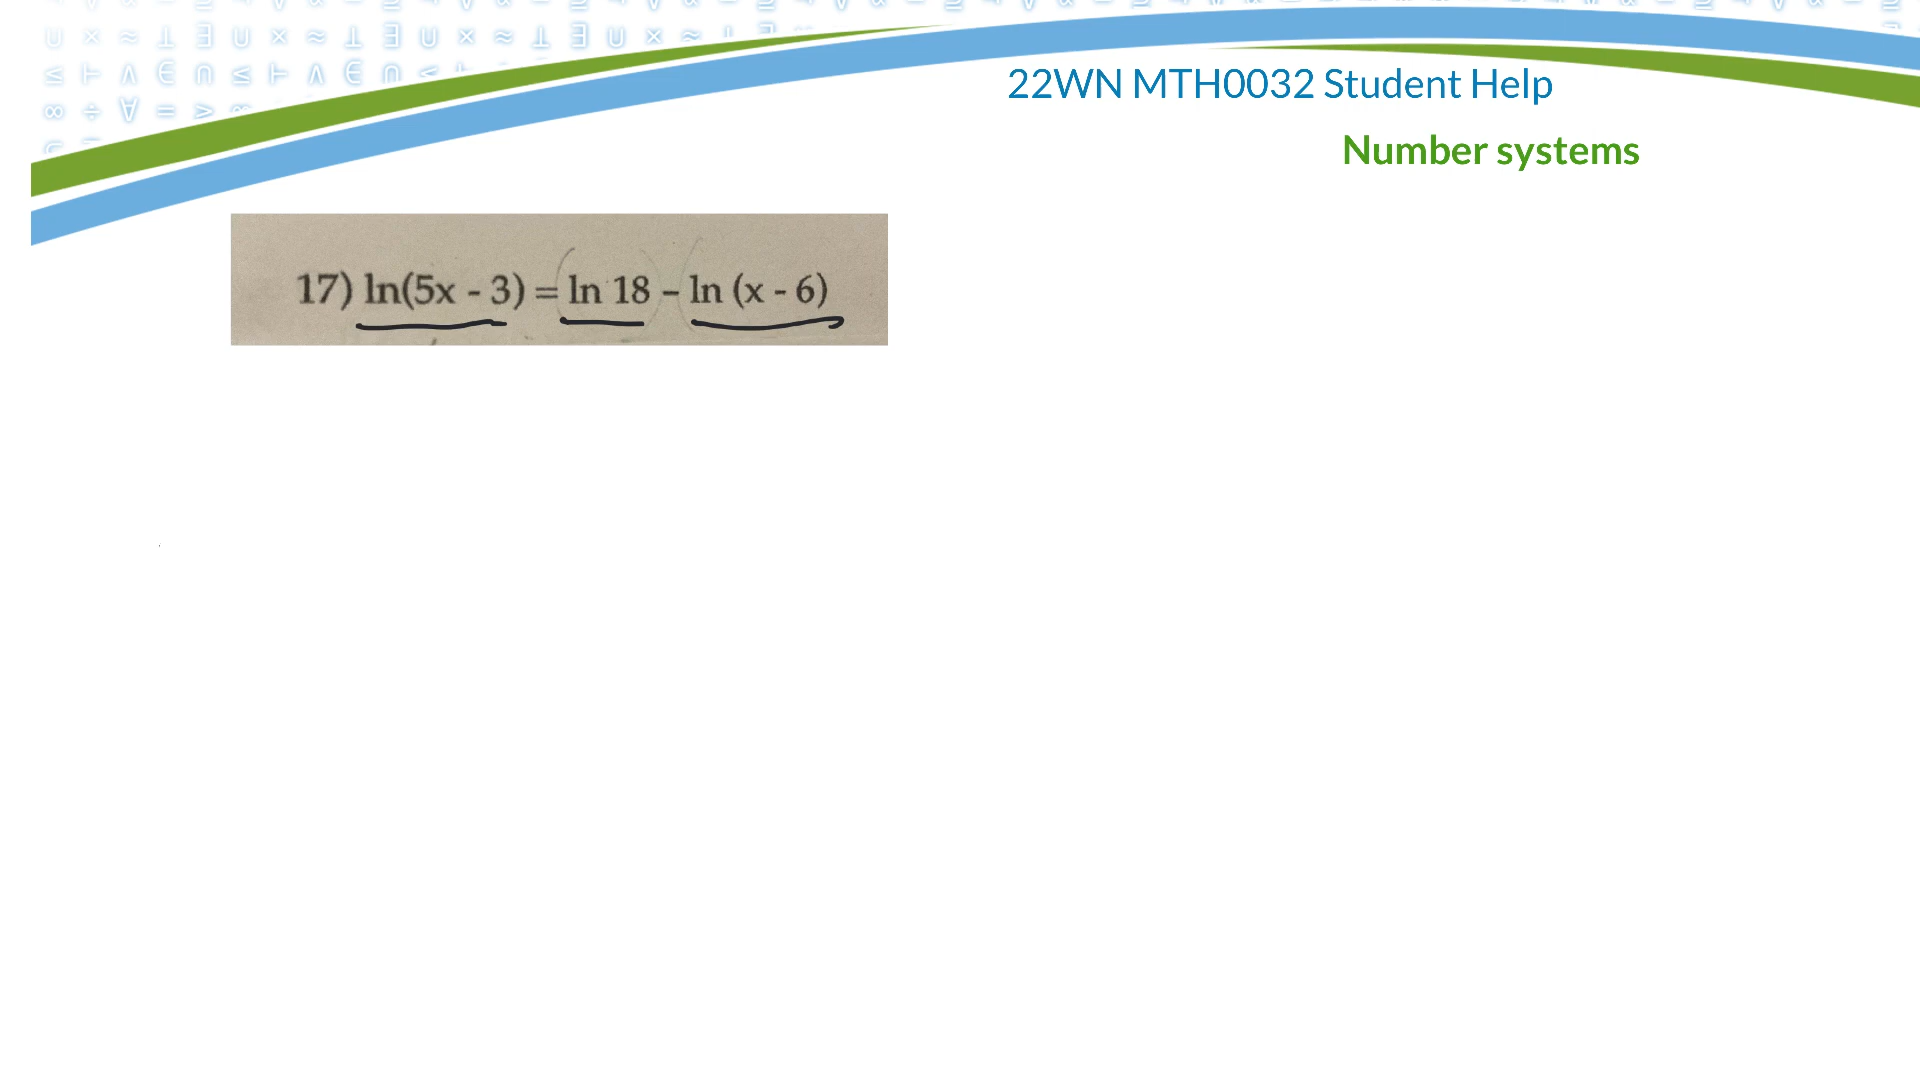 22WN MTH0032 Student Help
Number systems
17) ln(5x - 3) = ln 18 – ln (x - 6)